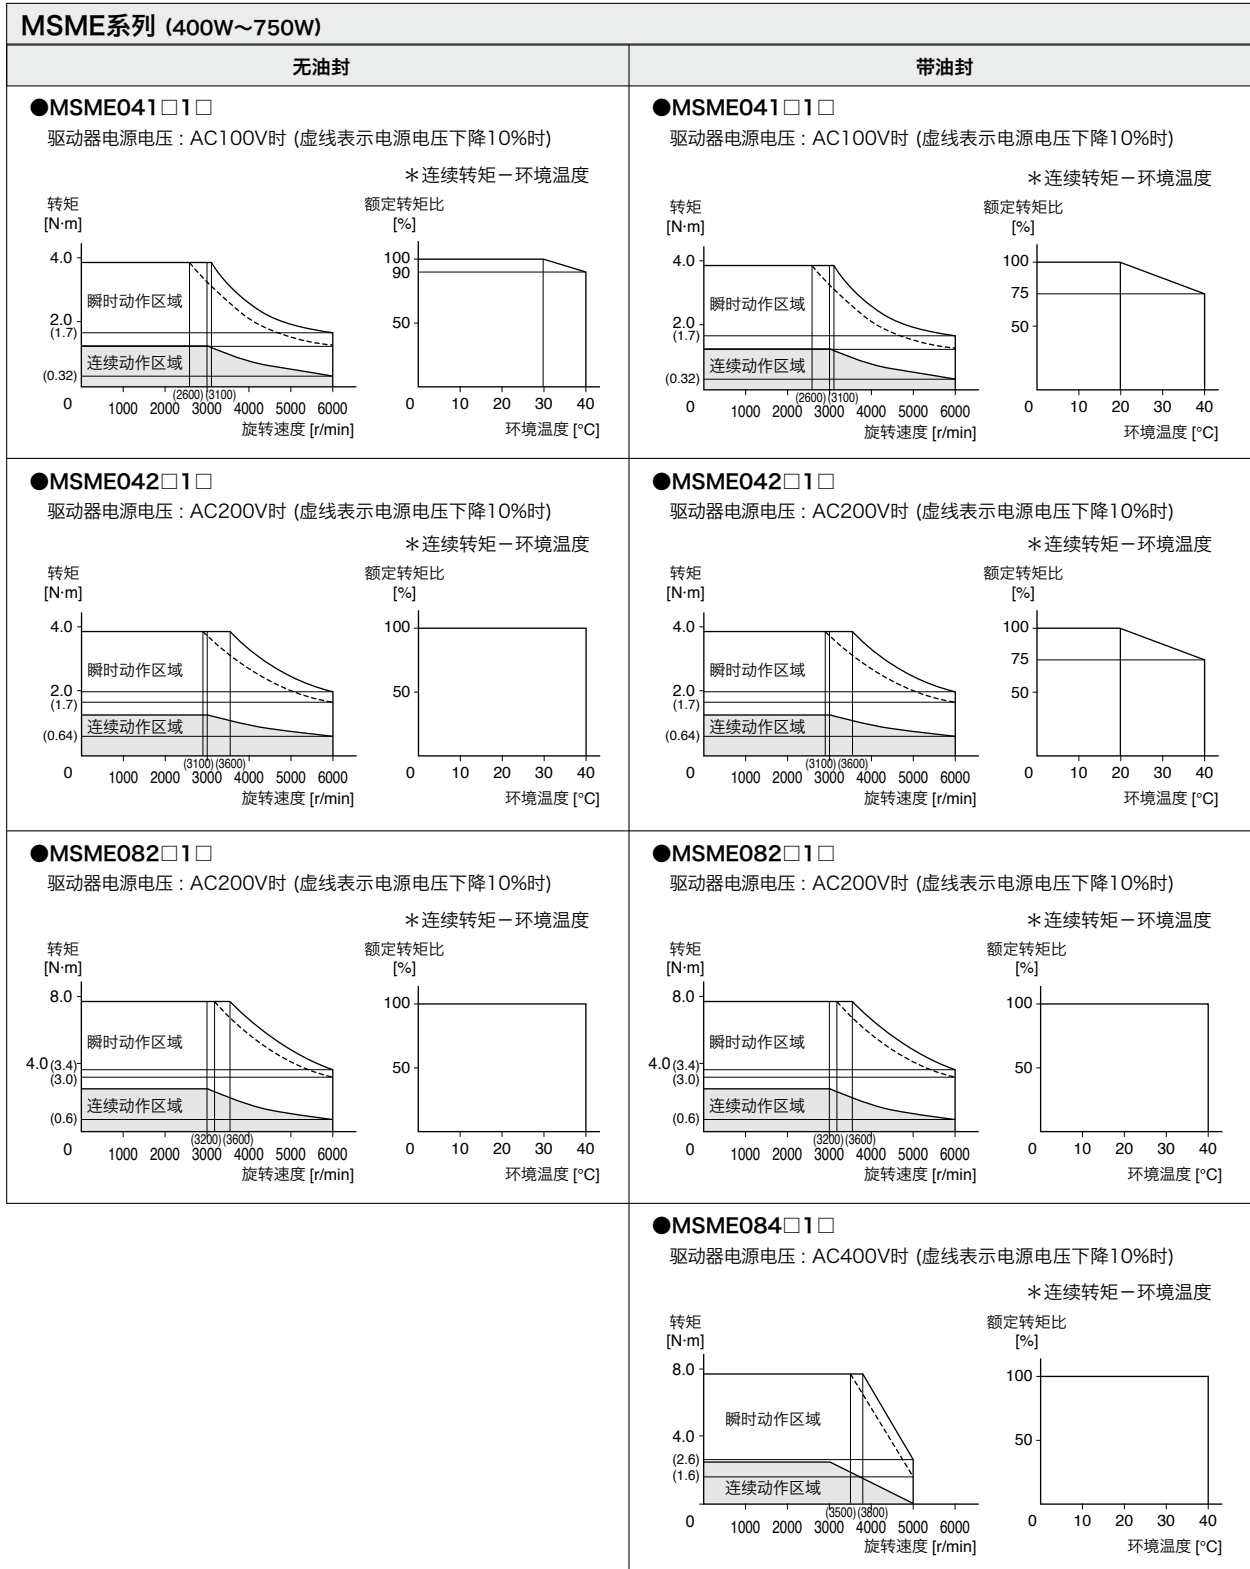 MSME系列 (400W～750W)
无油封
带油封
●MSME041□1□
驱动器电源电压：AC100V时 (虚线表示电源电压下降10%时)
＊连续转矩－环境温度
转矩
[N·m]
4.0
2.0
(1.7)
(0.32)
瞬时动作区域
连续动作区域
(2600) (3100)
0 1000 2000 3000 4000 5000 6000
旋转速度 [r/min]
额定转矩比
[%]
100
90
50
0 10 20 30 40
环境温度 [°C]
●MSME041□1□
驱动器电源电压：AC100V时 (虚线表示电源电压下降10%时)
＊连续转矩－环境温度
转矩
[N·m]
4.0
2.0
(1.7)
(0.32)
瞬时动作区域
连续动作区域
(2600) (3100)
0 1000 2000 3000 4000 5000 6000
旋转速度 [r/min]
额定转矩比
[%]
100
75
50
0 10 20 30 40
环境温度 [°C]
●MSME042□1□
驱动器电源电压：AC200V时 (虚线表示电源电压下降10%时)
＊连续转矩－环境温度
转矩
[N·m]
4.0
2.0
(1.7)
(0.64)
瞬时动作区域
连续动作区域
(3100) (3600)
0 1000 2000 3000 4000 5000 6000
旋转速度 [r/min]
额定转矩比
[%]
100
50
0 10 20 30 40
环境温度 [°C]
●MSME042□1□
驱动器电源电压：AC200V时 (虚线表示电源电压下降10%时)
＊连续转矩－环境温度
转矩
[N·m]
4.0
2.0
(1.7)
(0.64)
瞬时动作区域
连续动作区域
(3100) (3600)
0 1000 2000 3000 4000 5000 6000
旋转速度 [r/min]
额定转矩比
[%]
100
75
50
0 10 20 30 40
环境温度 [°C]
●MSME082□1□
驱动器电源电压：AC200V时 (虚线表示电源电压下降10%时)
＊连续转矩－环境温度
转矩
[N·m]
8.0
4.0 (3.4)
(3.0)
(0.6)
瞬时动作区域
连续动作区域
(3200) (3600)
0 1000 2000 3000 4000 5000 6000
旋转速度 [r/min]
额定转矩比
[%]
100
50
0 10 20 30 40
环境温度 [°C]
●MSME082□1□
驱动器电源电压：AC200V时 (虚线表示电源电压下降10%时)
＊连续转矩－环境温度
转矩
[N·m]
8.0
4.0 (3.4)
(3.0)
(0.6)
瞬时动作区域
连续动作区域
(3200) (3600)
0 1000 2000 3000 4000 5000 6000
旋转速度 [r/min]
额定转矩比
[%]
100
50
0 10 20 30 40
环境温度 [°C]
●MSME084□1□
驱动器电源电压：AC400V时 (虚线表示电源电压下降10%时)
＊连续转矩－环境温度
转矩
[N·m]
8.0
4.0
(2.6)
(1.6)
瞬时动作区域
连续动作区域
(3500) (3800)
0 1000 2000 3000 4000 5000 6000
旋转速度 [r/min]
额定转矩比
[%]
100
50
0 10 20 30 40
环境温度 [°C]